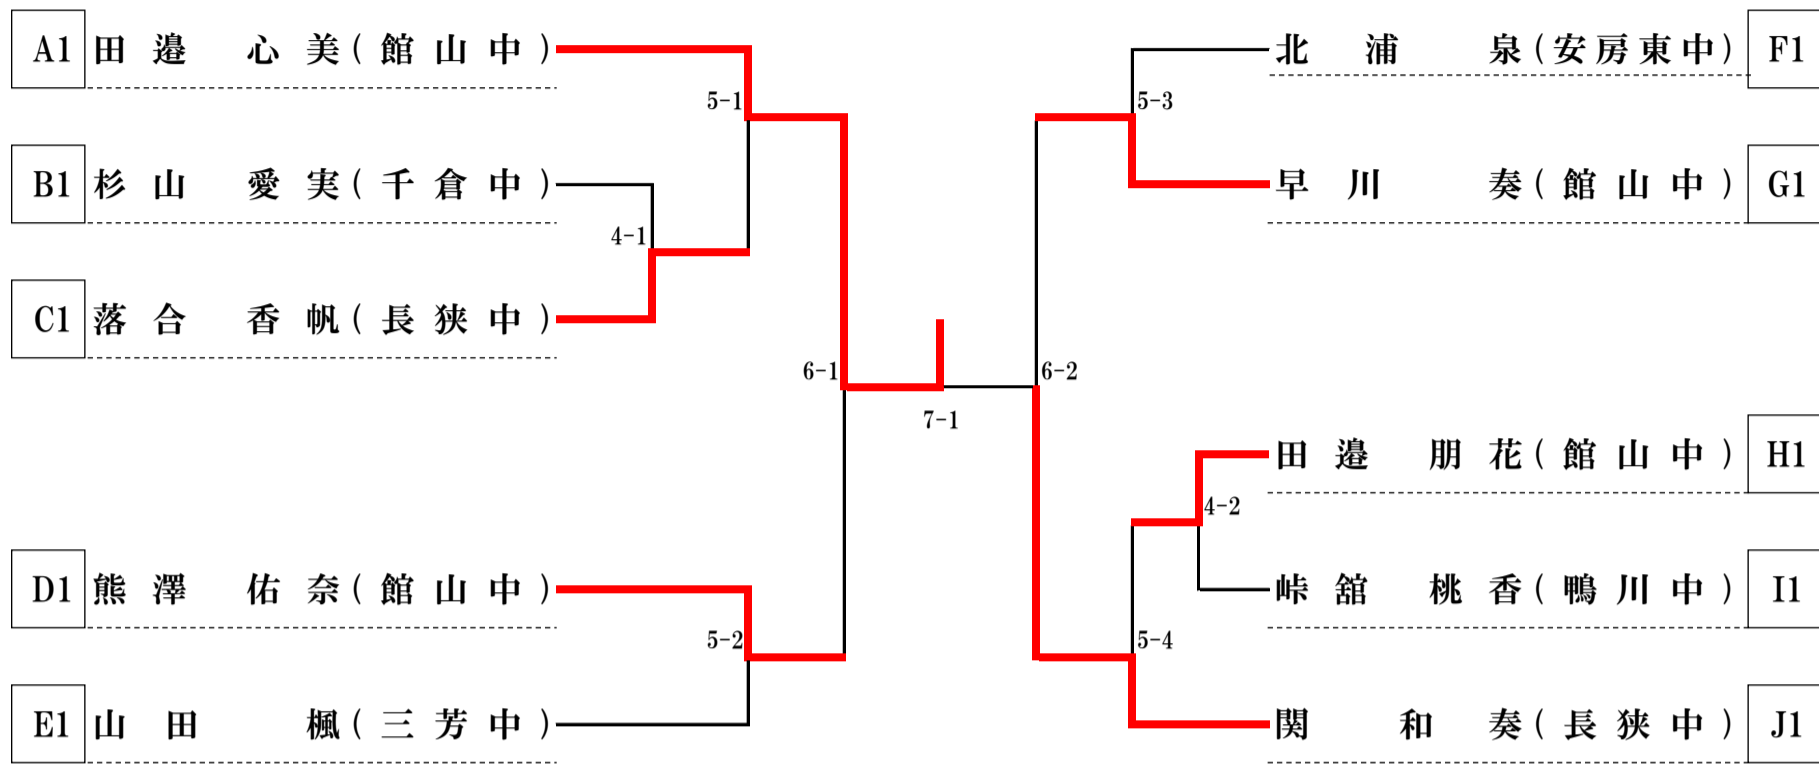 A1 田邉 心美(館山中)
5-1
B1 杉山 愛実(千倉中)
4-1
C1 落合 香帆(長狭中)
6-1
D1 熊澤 佑奈(館山中)
5-2
E1 山田 楓(三芳中)
7-1
北浦 泉(安房東中) F1
5-3
早川 奏(館山中) G1
6-2
田邉 朋花(館山中) H1
4-2
峠舘 桃香(鴨川中) I1
5-4
関 和奏(長狭中) J1